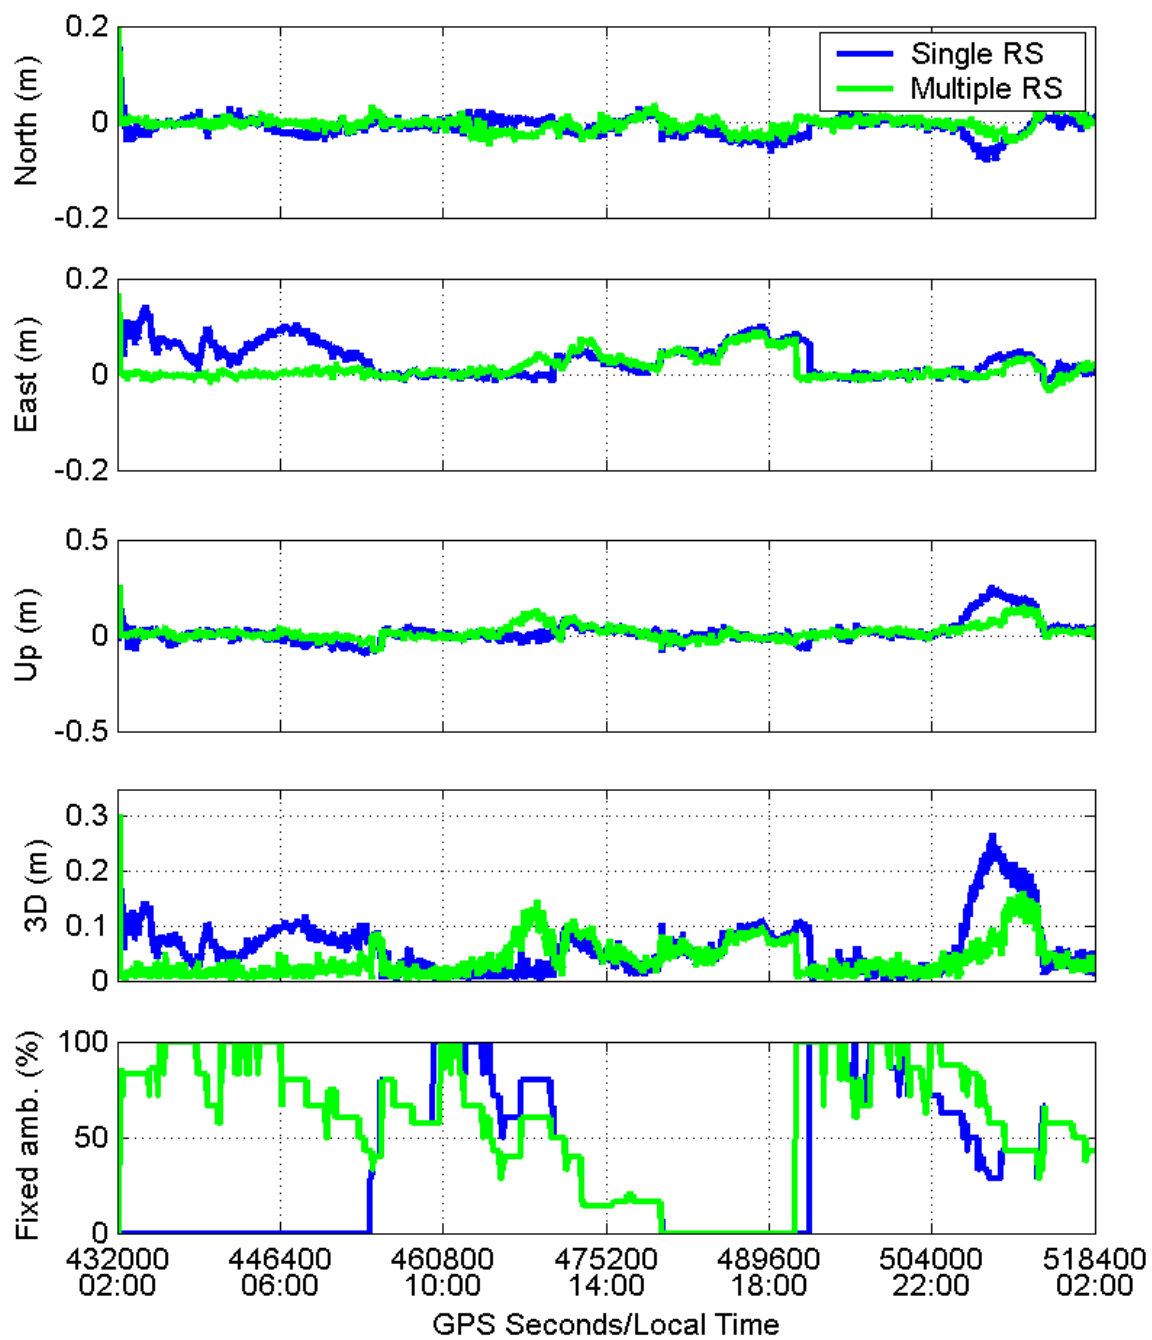 0.2
North (m)
0
-0.2
Single RS
Multiple RS
0.2
East (m)
0
-0.2
0.5
Up (m)
0
-0.5
0.3
0.2
3D (m)
0.1
0
100
Fixed amb. (%)
50
0
432000 446400 460800 475200 489600 504000 518400
02:00 06:00 10:00 14:00 18:00 22:00 02:00
GPS Seconds/Local Time